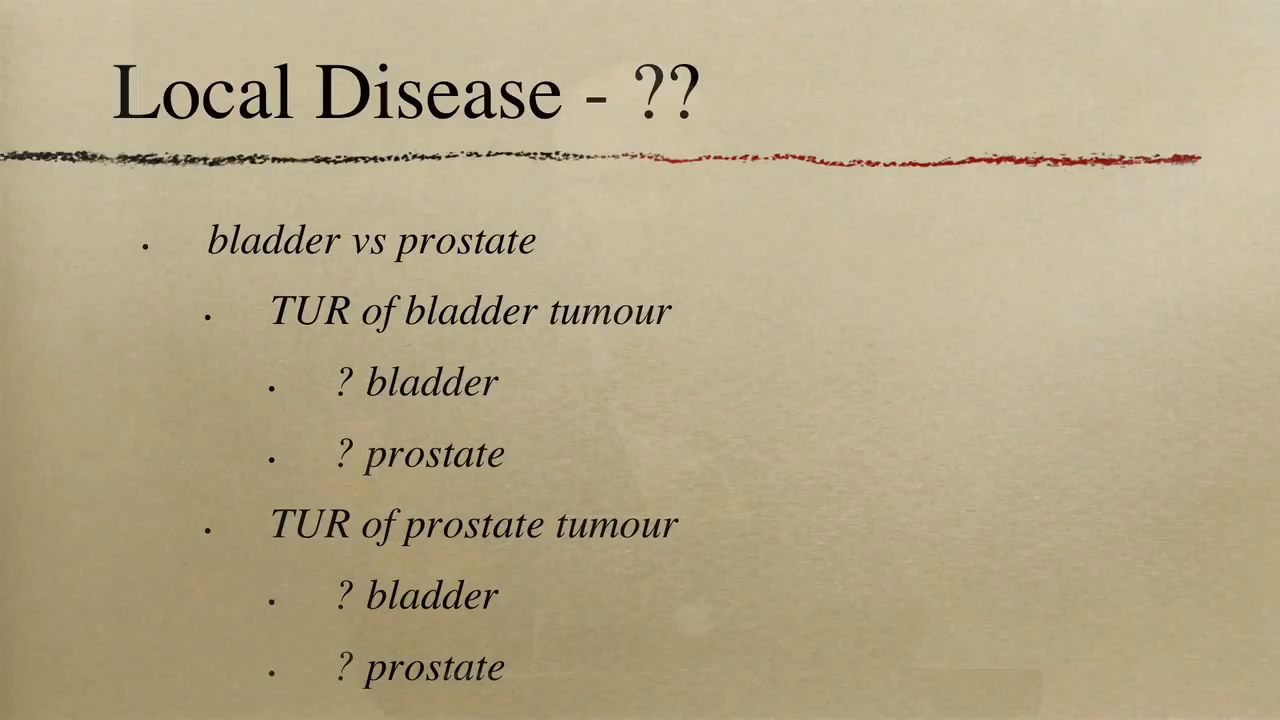 Local Disease - ??
• bladder vs prostate
• TUR of bladder tumour
• ? bladder
• ? prostate
• TUR of prostate tumour
• ? bladder
• ? prostate